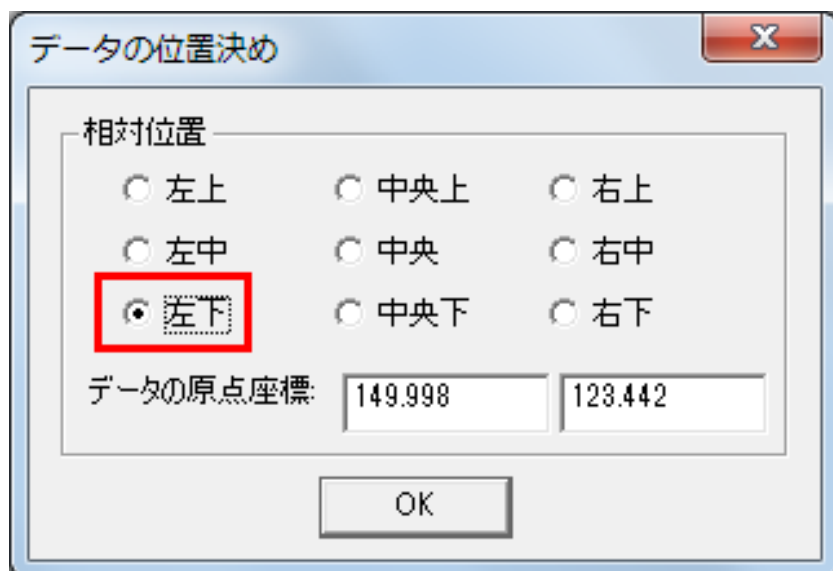 データの位置決め
相対位置
左上 中央上 右上
左中 中央 右中
左下 中央下 右下
データの原点座標: 149.998 123.442
OK